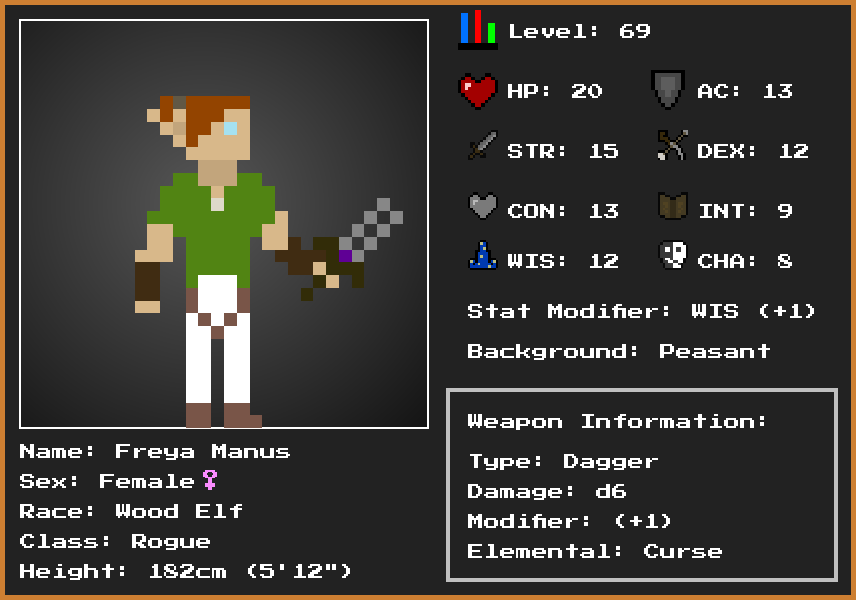 Level: 69
HP: 20
AC: 13
STR: 15
DEX: 12
CON: 13
INT: 9
WIS: 12
CHA: 8
Stat Modifier: WIS (+1)
Background: Peasant
Name: Freya Manus
Sex: Female♀
Race: Wood Elf
Class: Rogue
Height: 182cm (5'12")
Weapon Information:
Type: Dagger
Damage: d6
Modifier: (+1)
Elemental: Curse